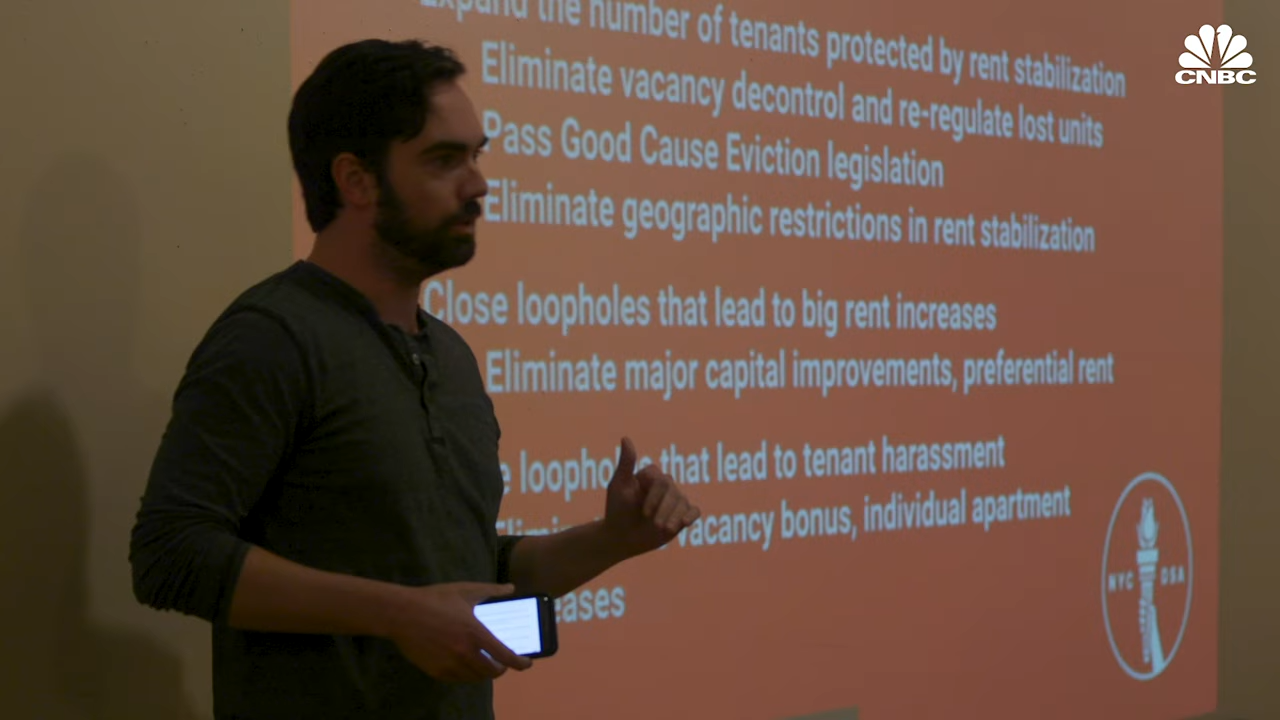 Expand the number of tenants protected by rent stabilization
Eliminate vacancy decontrol and re-regulate lost units
Pass Good Cause Eviction legislation
Eliminate geographic restrictions in rent stabilization
Close loopholes that lead to big rent increases
Eliminate major capital improvements, preferential rent
loopholes that lead to tenant harassment
vacancy bonus, individual apartment
CNBC
NYC DSA